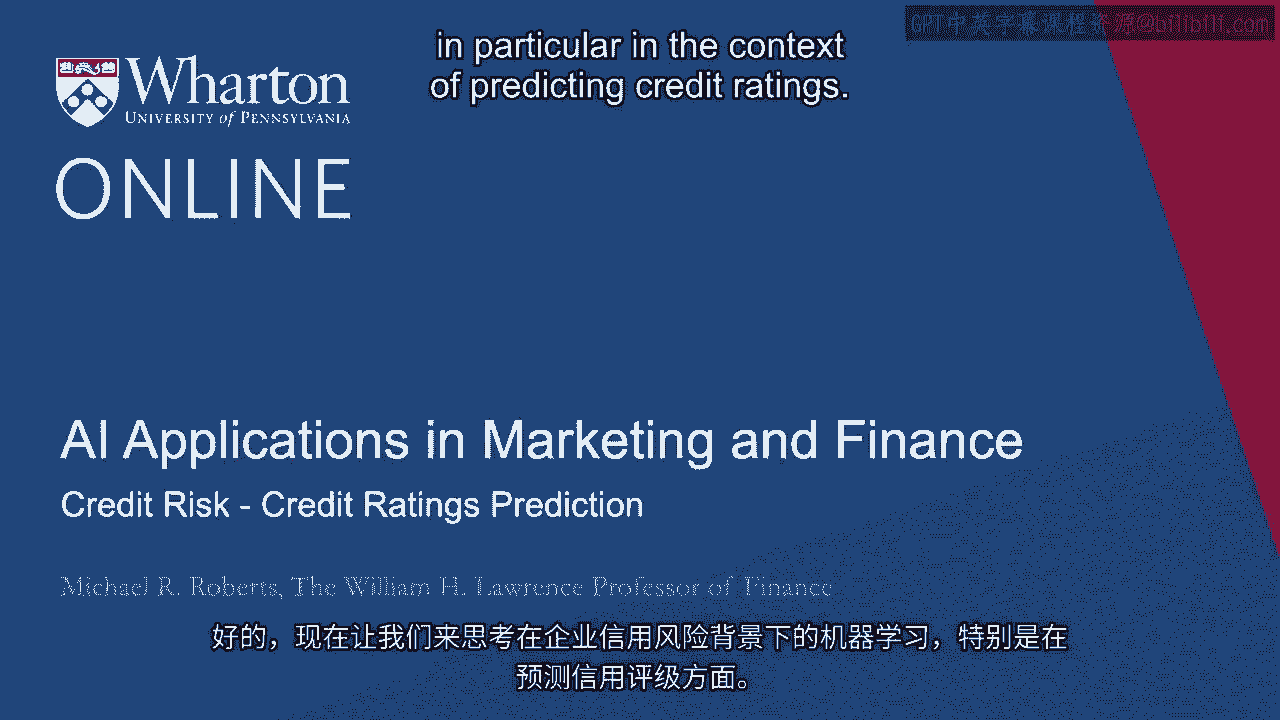 in particular in the context
of predicting credit ratings.
GPT中英字幕课程资源@bilibili.com
Wharton
UNIVERSITY of PENNSYLVANIA
ONLINE
AI Applications in Marketing and Finance
Credit Risk - Credit Ratings Prediction
Michael R. Roberts, The William H. Lawrence Professor of Finance
好的，现在让我们来思考在企业信用风险背景下的机器学习，特别是在
预测信用评级方面。